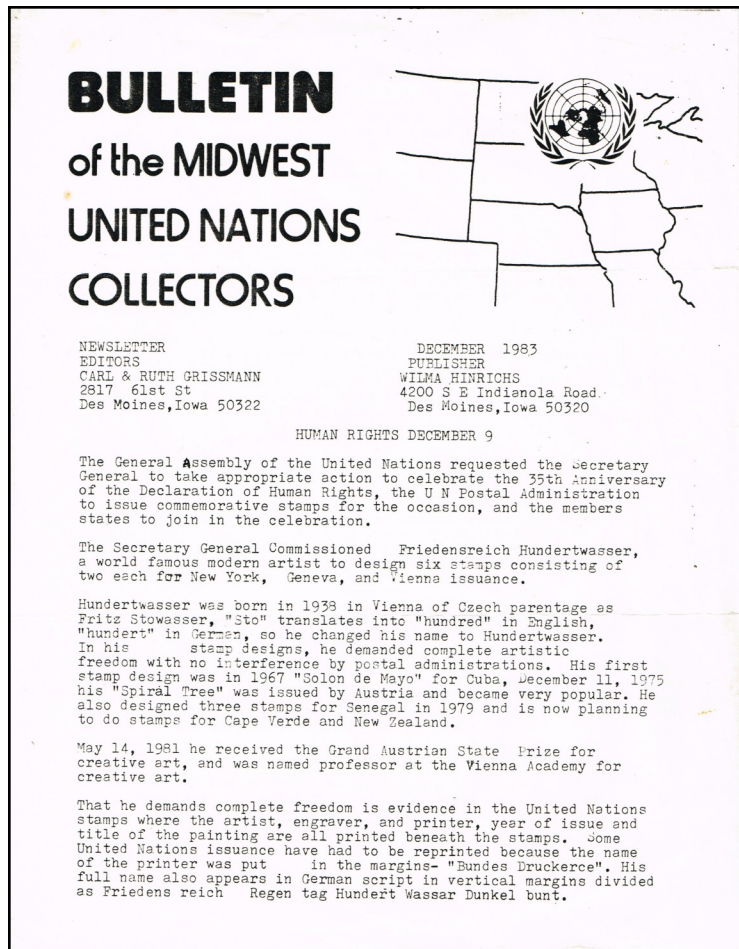 BULLETIN
of the MIDWEST
UNITED NATIONS
COLLECTORS
NEWSLETTER
EDITORS
CARL & RUTH GRISSMANN
2817 61st St
Des Moines,Iowa 50322
DECEMBER 1983
PUBLISHER
WILMA HINRICHS
4200 S E Indianola Road.
Des Moines,Iowa 50320
HUMAN RIGHTS DECEMBER 9
The General Assembly of the United Nations requested the Secretary
General to take appropriate action to celebrate the 35th Anniversary
of the Declaration of Human Rights, the U N Postal Administration
to issue commemorative stamps for the occasion, and the members
states to join in the celebration.
The Secretary General Commissioned Friedensreich Hundertwasser,
a world famous modern artist to design six stamps consisting of
two each for New York, Geneva, and Vienna issuance.
Hundertwasser was born in 1938 in Vienna of Czech parentage as
Fritz Stowasser, "Sto" translates into "hundred" in English,
"hundert" in German, so he changed his name to Hundertwasser.
In his stamp designs, he demanded complete artistic
freedom with no interference by postal administrations. His first
stamp design was in 1967 "Solon de Mayo" for Cuba, December 11, 1975
his "Spiral Tree" was issued by Austria and became very popular. He
also designed three stamps for Senegal in 1979 and is now planning
to do stamps for Cape Verde and New Zealand.
May 14, 1981 he received the Grand Austrian State Prize for
creative art, and was named professor at the Vienna Academy for
creative art.
That he demands complete freedom is evidence in the United Nations
stamps where the artist, engraver, and printer, year of issue and
title of the painting are all printed beneath the stamps. Some
United Nations issuance have had to be reprinted because the name
of the printer was put in the margins- "Bundes Druckerce". His
full name also appears in German script in vertical margins divided
as Friedens reich Regen tag Hundert Wassar Dunkel bunt.